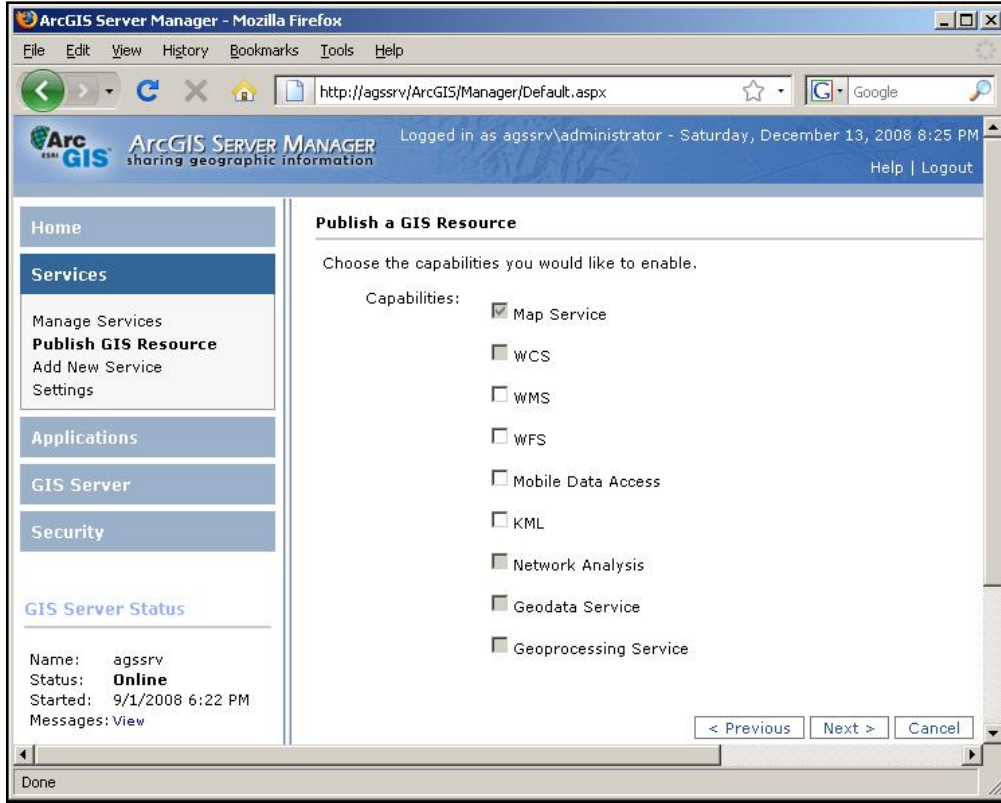 ArcGIS Server Manager - Mozilla Firefox
File Edit View History Bookmarks Tools Help
http://agssrv/ArcGIS/Manager/Default.aspx
G Google
Arc GIS ESRI
ARCGIS SERVER MANAGER
sharing geographic information
Logged in as agssrv\administrator - Saturday, December 13, 2008 8:25 PM
Help | Logout
Home
Services
Manage Services
Publish GIS Resource
Add New Service
Settings
Applications
GIS Server
Security
GIS Server Status
Name: agssrv
Status: Online
Started: 9/1/2008 6:22 PM
Messages: View
Publish a GIS Resource
Choose the capabilities you would like to enable.
Capabilities:
Map Service
WCS
WMS
WFS
Mobile Data Access
KML
Network Analysis
Geodata Service
Geoprocessing Service
< Previous Next > Cancel
Done